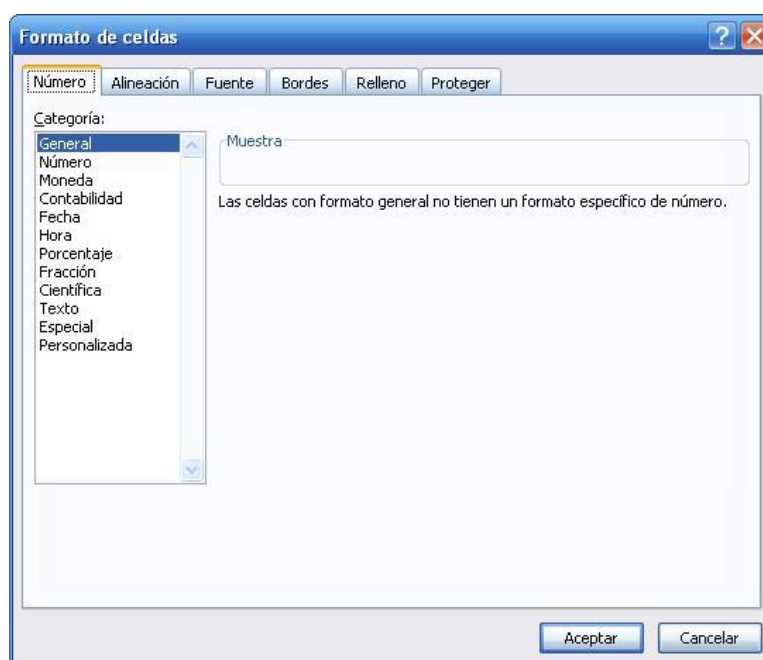 Formato de celdas
Número Alineación Fuente Bordes Relleno Proteger
Categoría:
General
Número
Moneda
Contabilidad
Fecha
Hora
Porcentaje
Fracción
Científica
Texto
Especial
Personalizada
Muestra
Las celdas con formato general no tienen un formato específico de número.
Aceptar Cancelar